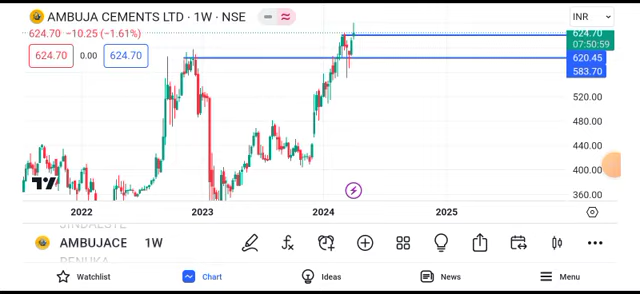 AMBUJA CEMENTS LTD · 1W · NSE
INR
624.70 −10.25 (−1.61%)
624.70 0.00 624.70
624.70
07:50:59
620.45
583.70
520.00
480.00
440.00
400.00
360.00
2022 2023 2024 2025
AMBUJACE 1W
Watchlist Chart Ideas News Menu